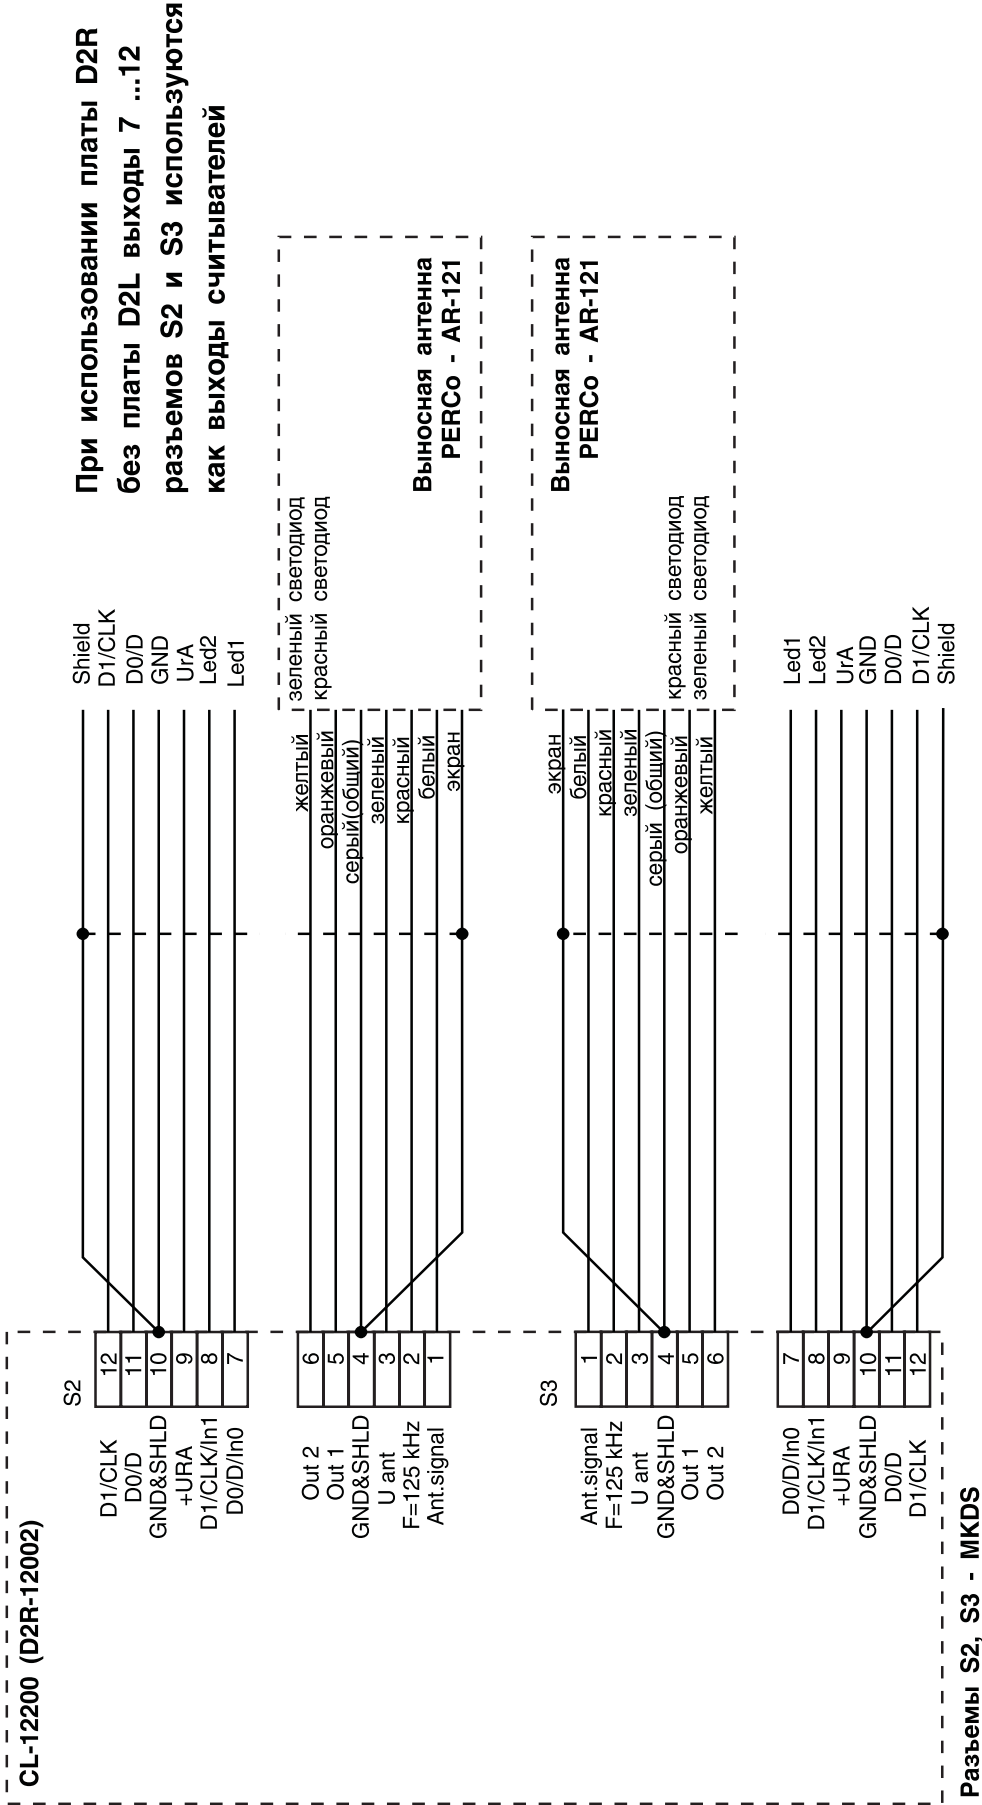 При использовании платы D2R
без платы D2L выходы 7 ...12
разъемов S2 и S3 используются
как выходы считывателей
CL-12200 (D2R-12002)
S2
D1/CLK 12 Shield
D0/D 11 D1/CLK
GND&SHLD 10 D0/D
+URA 9 GND
D1/CLK/In1 8 UrA
D0/D/In0 7 Led2
Led1
Out 2 6 желтый зеленый светодиод
Out 1 5 оранжевый красный светодиод
GND&SHLD 4 серый(общий)
U ant 3 зеленый
F=125 kHz 2 красный
Ant.signal 1 белый
экран
Выносная антенна
PERCo - AR-121
S3
экран
Ant.signal 1 белый
F=125 kHz 2 красный
U ant 3 зеленый
GND&SHLD 4 серый (общий)
Out 1 5 оранжевый красный светодиод
Out 2 6 желтый зеленый светодиод
Выносная антенна
PERCo - AR-121
D0/D/In0 7 Led1
D1/CLK/In1 8 Led2
+URA 9 UrA
GND&SHLD 10 GND
D0/D 11 D0/D
D1/CLK 12 D1/CLK
Shield
Разъемы S2, S3 - MKDS